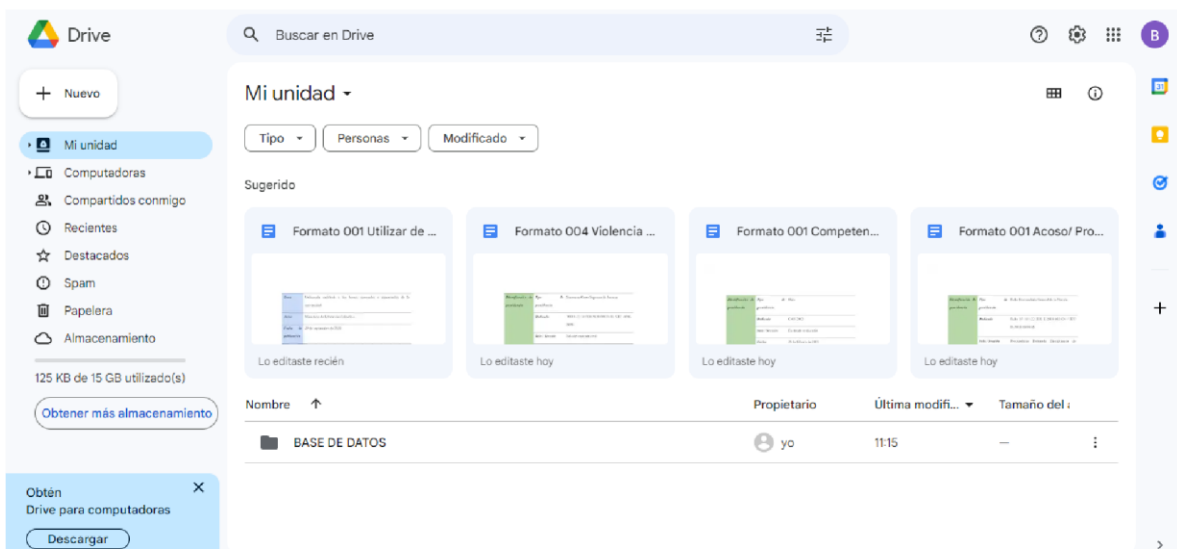 Drive
Buscar en Drive
B
Nuevo
Mi unidad
Computadoras
Compartidos conmigo
Recientes
Destacados
Spam
Papelera
Almacenamiento
125 KB de 15 GB utilizado(s)
Obtener más almacenamiento
Obtén
Drive para computadoras
Descargar
Mi unidad
Tipo Personas Modificado
Sugerido
Formato 001 Utilizar de ...
Lo editaste recién
Formato 004 Violencia ...
Lo editaste hoy
Formato 001 Competen...
Lo editaste hoy
Formato 001 Acoso/ Pro...
Lo editaste hoy
Nombre Propietario Última modifi... Tamaño del
BASE DE DATOS yo 11:15 —
31